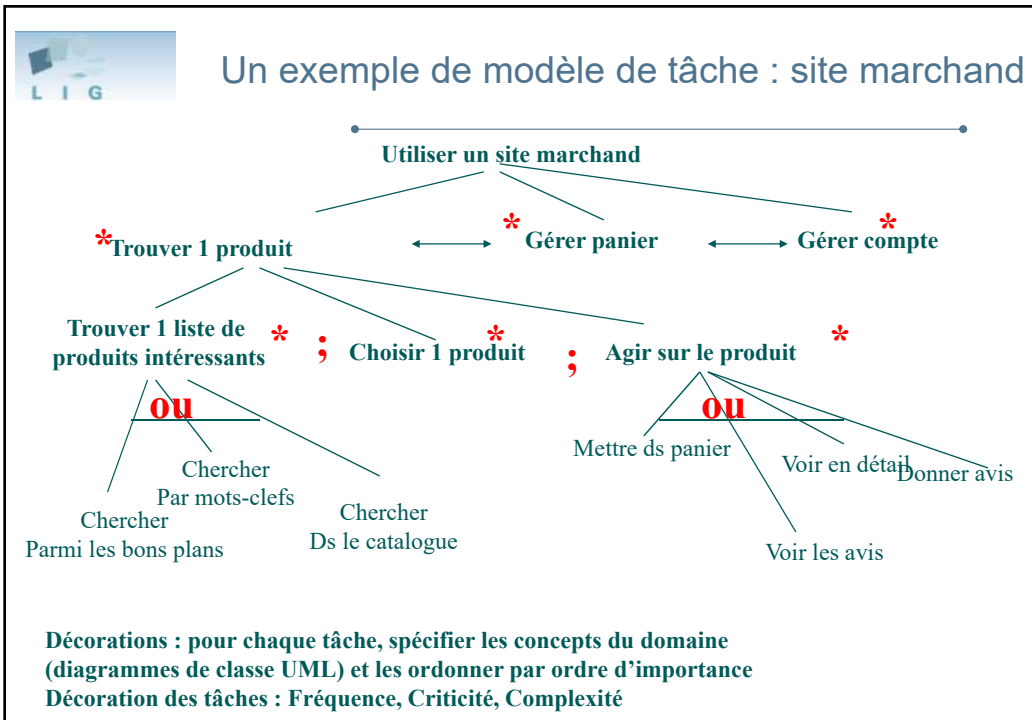 L I G
Un exemple de modèle de tâche : site marchand
Utiliser un site marchand
*Trouver 1 produit
* Gérer panier
* Gérer compte
Trouver 1 liste de
produits intéressants *
;
Choisir 1 produit *
;
Agir sur le produit *
ou
ou
Chercher
Parmi les bons plans
Chercher
Par mots-clefs
Chercher
Ds le catalogue
Mettre ds panier
Voir les avis
Voir en détail
Donner avis
Décorations : pour chaque tâche, spécifier les concepts du domaine
(diagrammes de classe UML) et les ordonner par ordre d’importance
Décoration des tâches : Fréquence, Criticité, Complexité